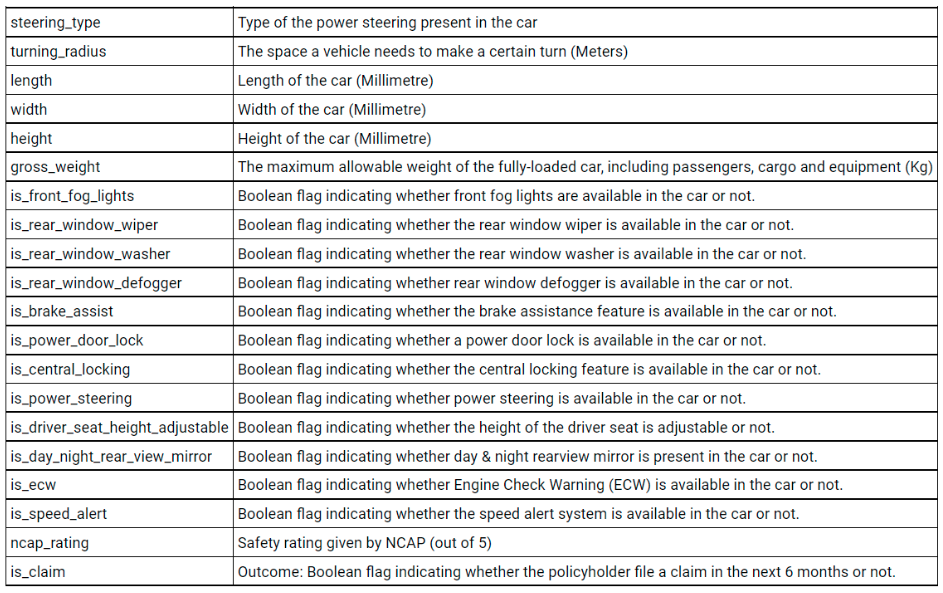 steering_type Type of the power steering present in the car
turning_radius The space a vehicle needs to make a certain turn (Meters)
length Length of the car (Millimetre)
width Width of the car (Millimetre)
height Height of the car (Millimetre)
gross_weight The maximum allowable weight of the fully-loaded car, including passengers, cargo and equipment (Kg)
is_front_fog_lights Boolean flag indicating whether front fog lights are available in the car or not.
is_rear_window_wiper Boolean flag indicating whether the rear window wiper is available in the car or not.
is_rear_window_washer Boolean flag indicating whether the rear window washer is available in the car or not.
is_rear_window_defogger Boolean flag indicating whether rear window defogger is available in the car or not.
is_brake_assist Boolean flag indicating whether the brake assistance feature is available in the car or not.
is_power_door_lock Boolean flag indicating whether a power door lock is available in the car or not.
is_central_locking Boolean flag indicating whether the central locking feature is available in the car or not.
is_power_steering Boolean flag indicating whether power steering is available in the car or not.
is_driver_seat_height_adjustable Boolean flag indicating whether the height of the driver seat is adjustable or not.
is_day_night_rear_view_mirror Boolean flag indicating whether day & night rearview mirror is present in the car or not.
is_ecw Boolean flag indicating whether Engine Check Warning (ECW) is available in the car or not.
is_speed_alert Boolean flag indicating whether the speed alert system is available in the car or not.
ncap_rating Safety rating given by NCAP (out of 5)
is_claim Outcome: Boolean flag indicating whether the policyholder file a claim in the next 6 months or not.